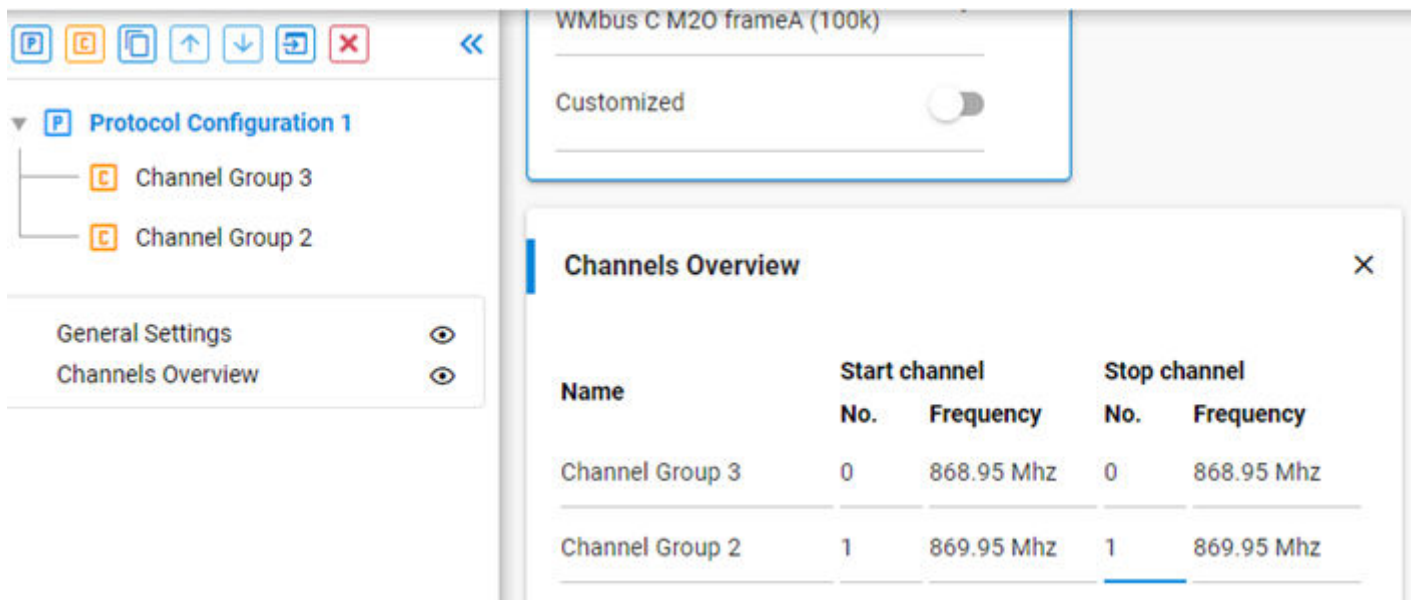 P C
Protocol Configuration 1
Channel Group 3
Channel Group 2
General Settings
Channels Overview
WMbus C M2O frameA (100k)
Customized
Channels Overview
Name Start channel Stop channel
No. Frequency No. Frequency
Channel Group 3 0 868.95 Mhz 0 868.95 Mhz
Channel Group 2 1 869.95 Mhz 1 869.95 Mhz